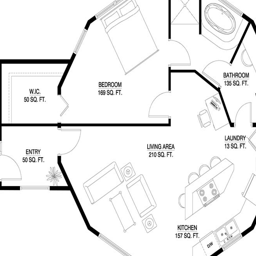 BEDROOM
169 SQ. FT.
W.I.C.
50 SQ. FT.
BATHROOM
135 SQ. FT.
LAUNDRY
13 SQ. FT.
ENTRY
50 SQ. FT.
LIVING AREA
210 SQ. FT.
KITCHEN
157 SQ. FT.